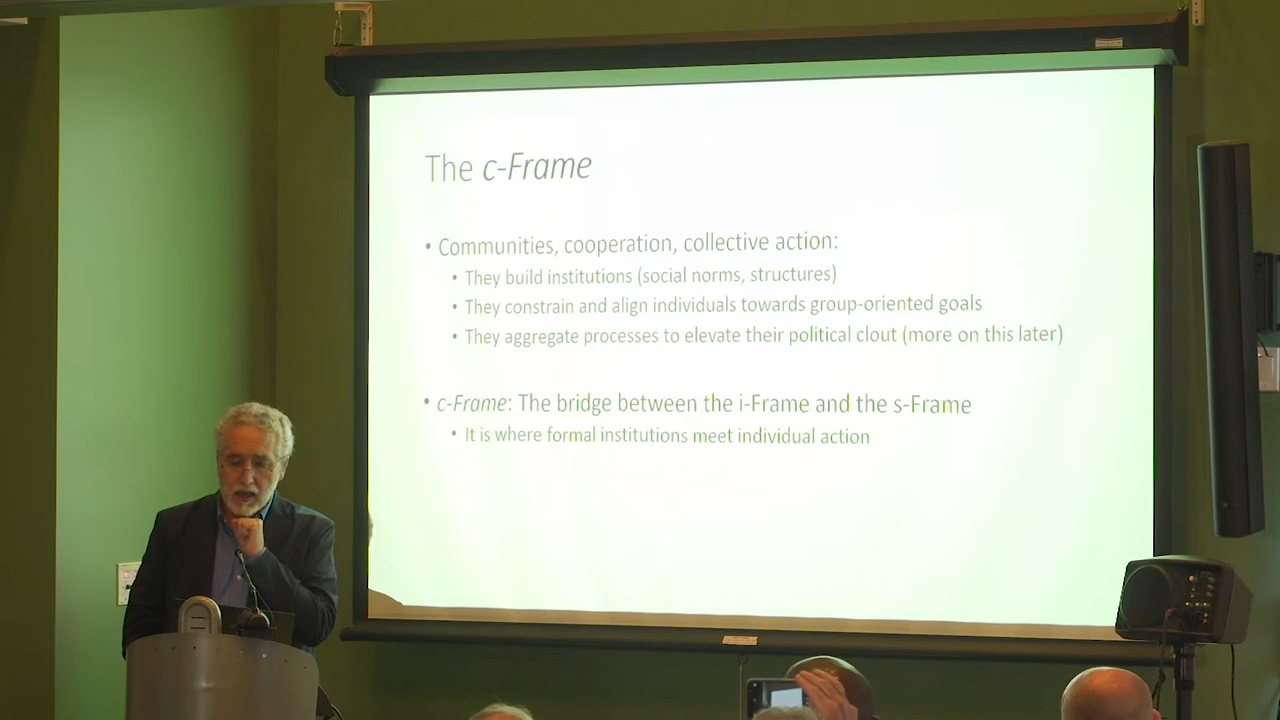 The c-Frame
• Communities, cooperation, collective action:
• They build institutions (social norms, structures)
• They constrain and align individuals towards group-oriented goals
• They aggregate processes to elevate their political clout (more on this later)
• c-Frame: The bridge between the i-Frame and the s-Frame
• It is where formal institutions meet individual action